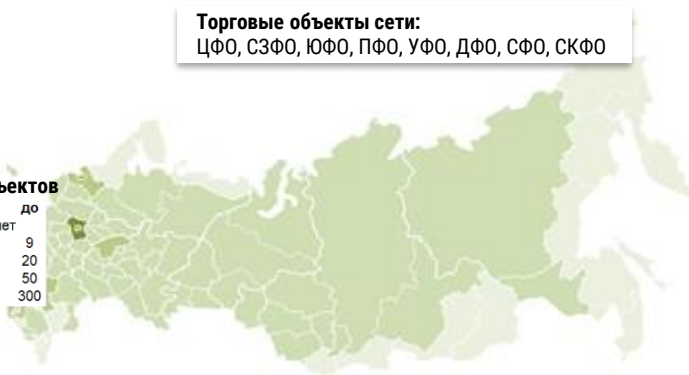 Торговые объекты сети:
ЦФО, СЗФО, ЮФО, ПФО, УФО, ДФО, СФО, СКФО
ъектов
до
нет
9
20
50
300